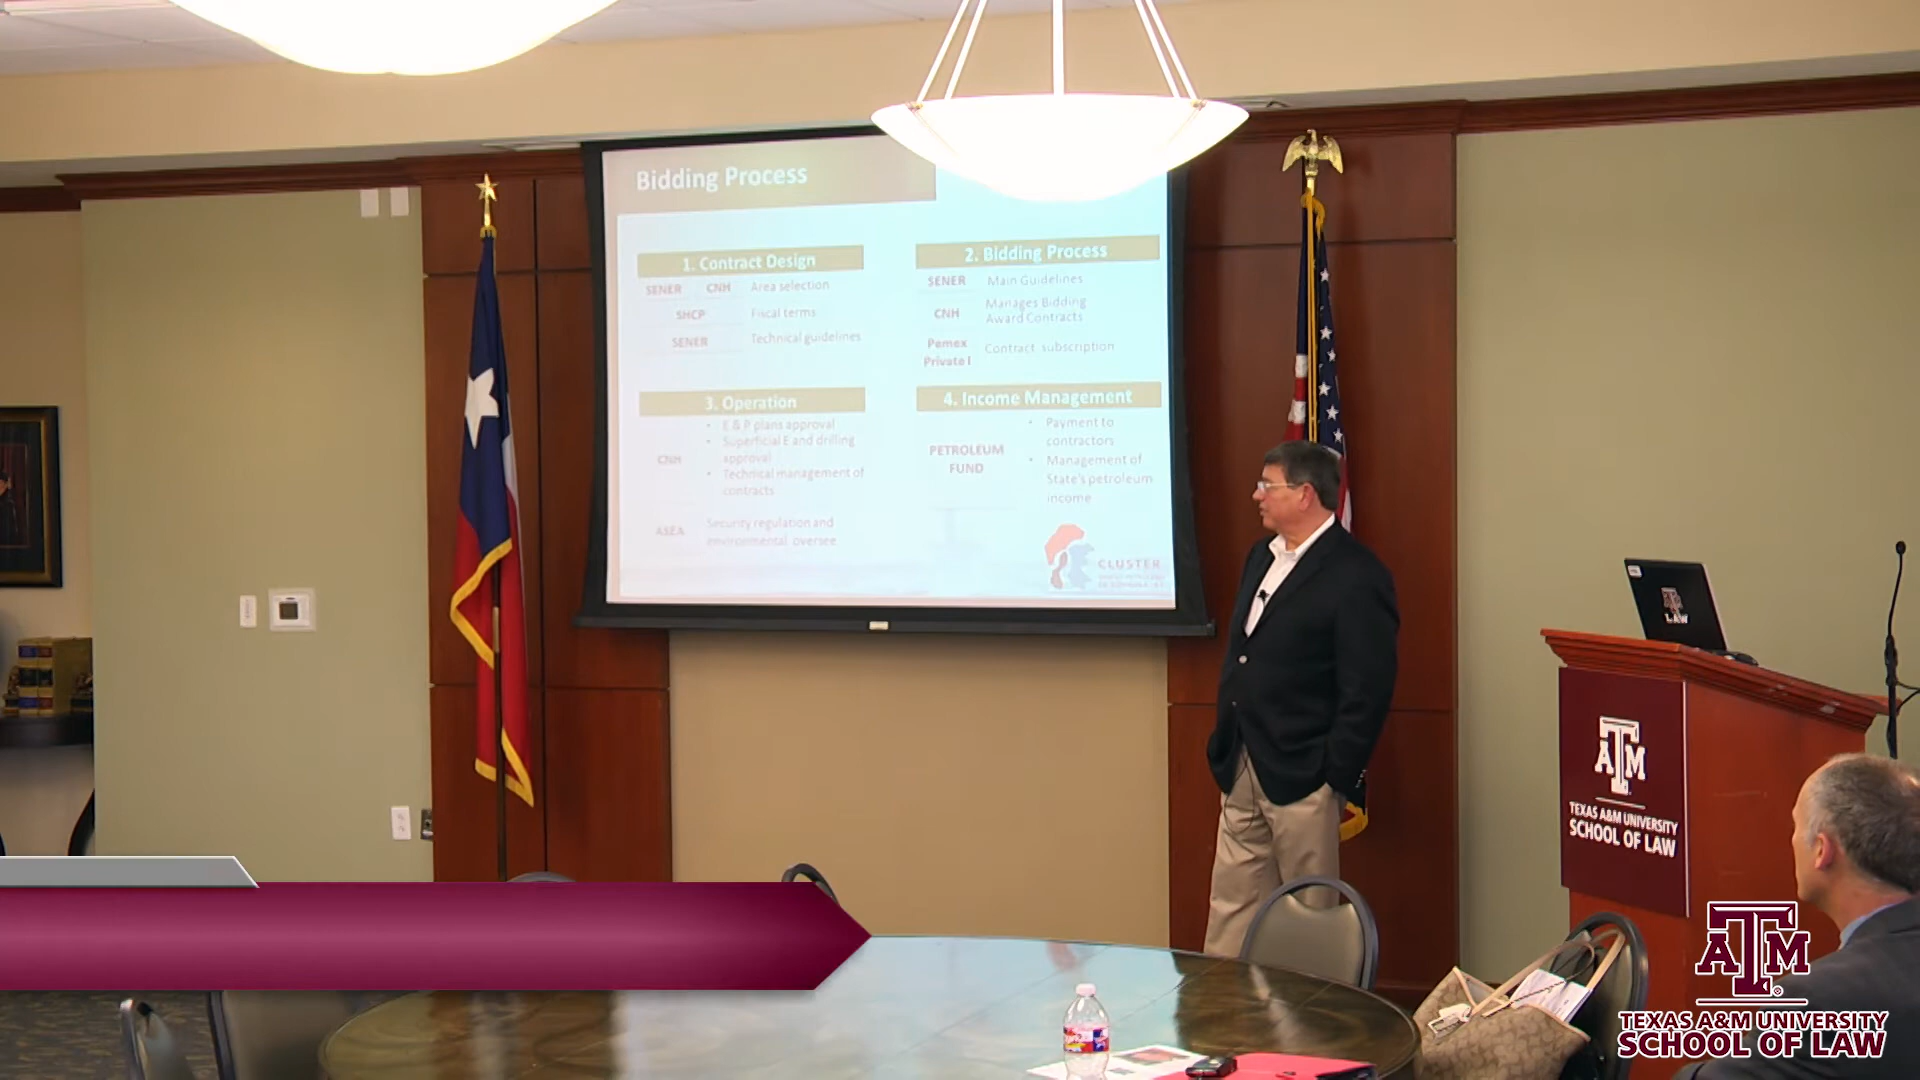 Bidding Process
1. Contract Design
SENER CNH Area selection
SHCP Fiscal terms
SENER Technical guidelines
2. Bidding Process
SENER Main Guidelines
CNH Manages Bidding
Award Contracts
Pemex
Private I
Contract subscription
3. Operation
CNH
• E & P plans approval
• Superficial E and drilling
approval
• Technical management of
contracts
ASEA
Security regulation and
environmental oversee
4. Income Management
PETROLEUM
FUND
• Payment to
contractors
• Management of
State's petroleum
income
CLUSTER
ATM
LAW
ATM
TEXAS A&M UNIVERSITY
SCHOOL OF LAW
ATM
TEXAS A&M UNIVERSITY
SCHOOL OF LAW